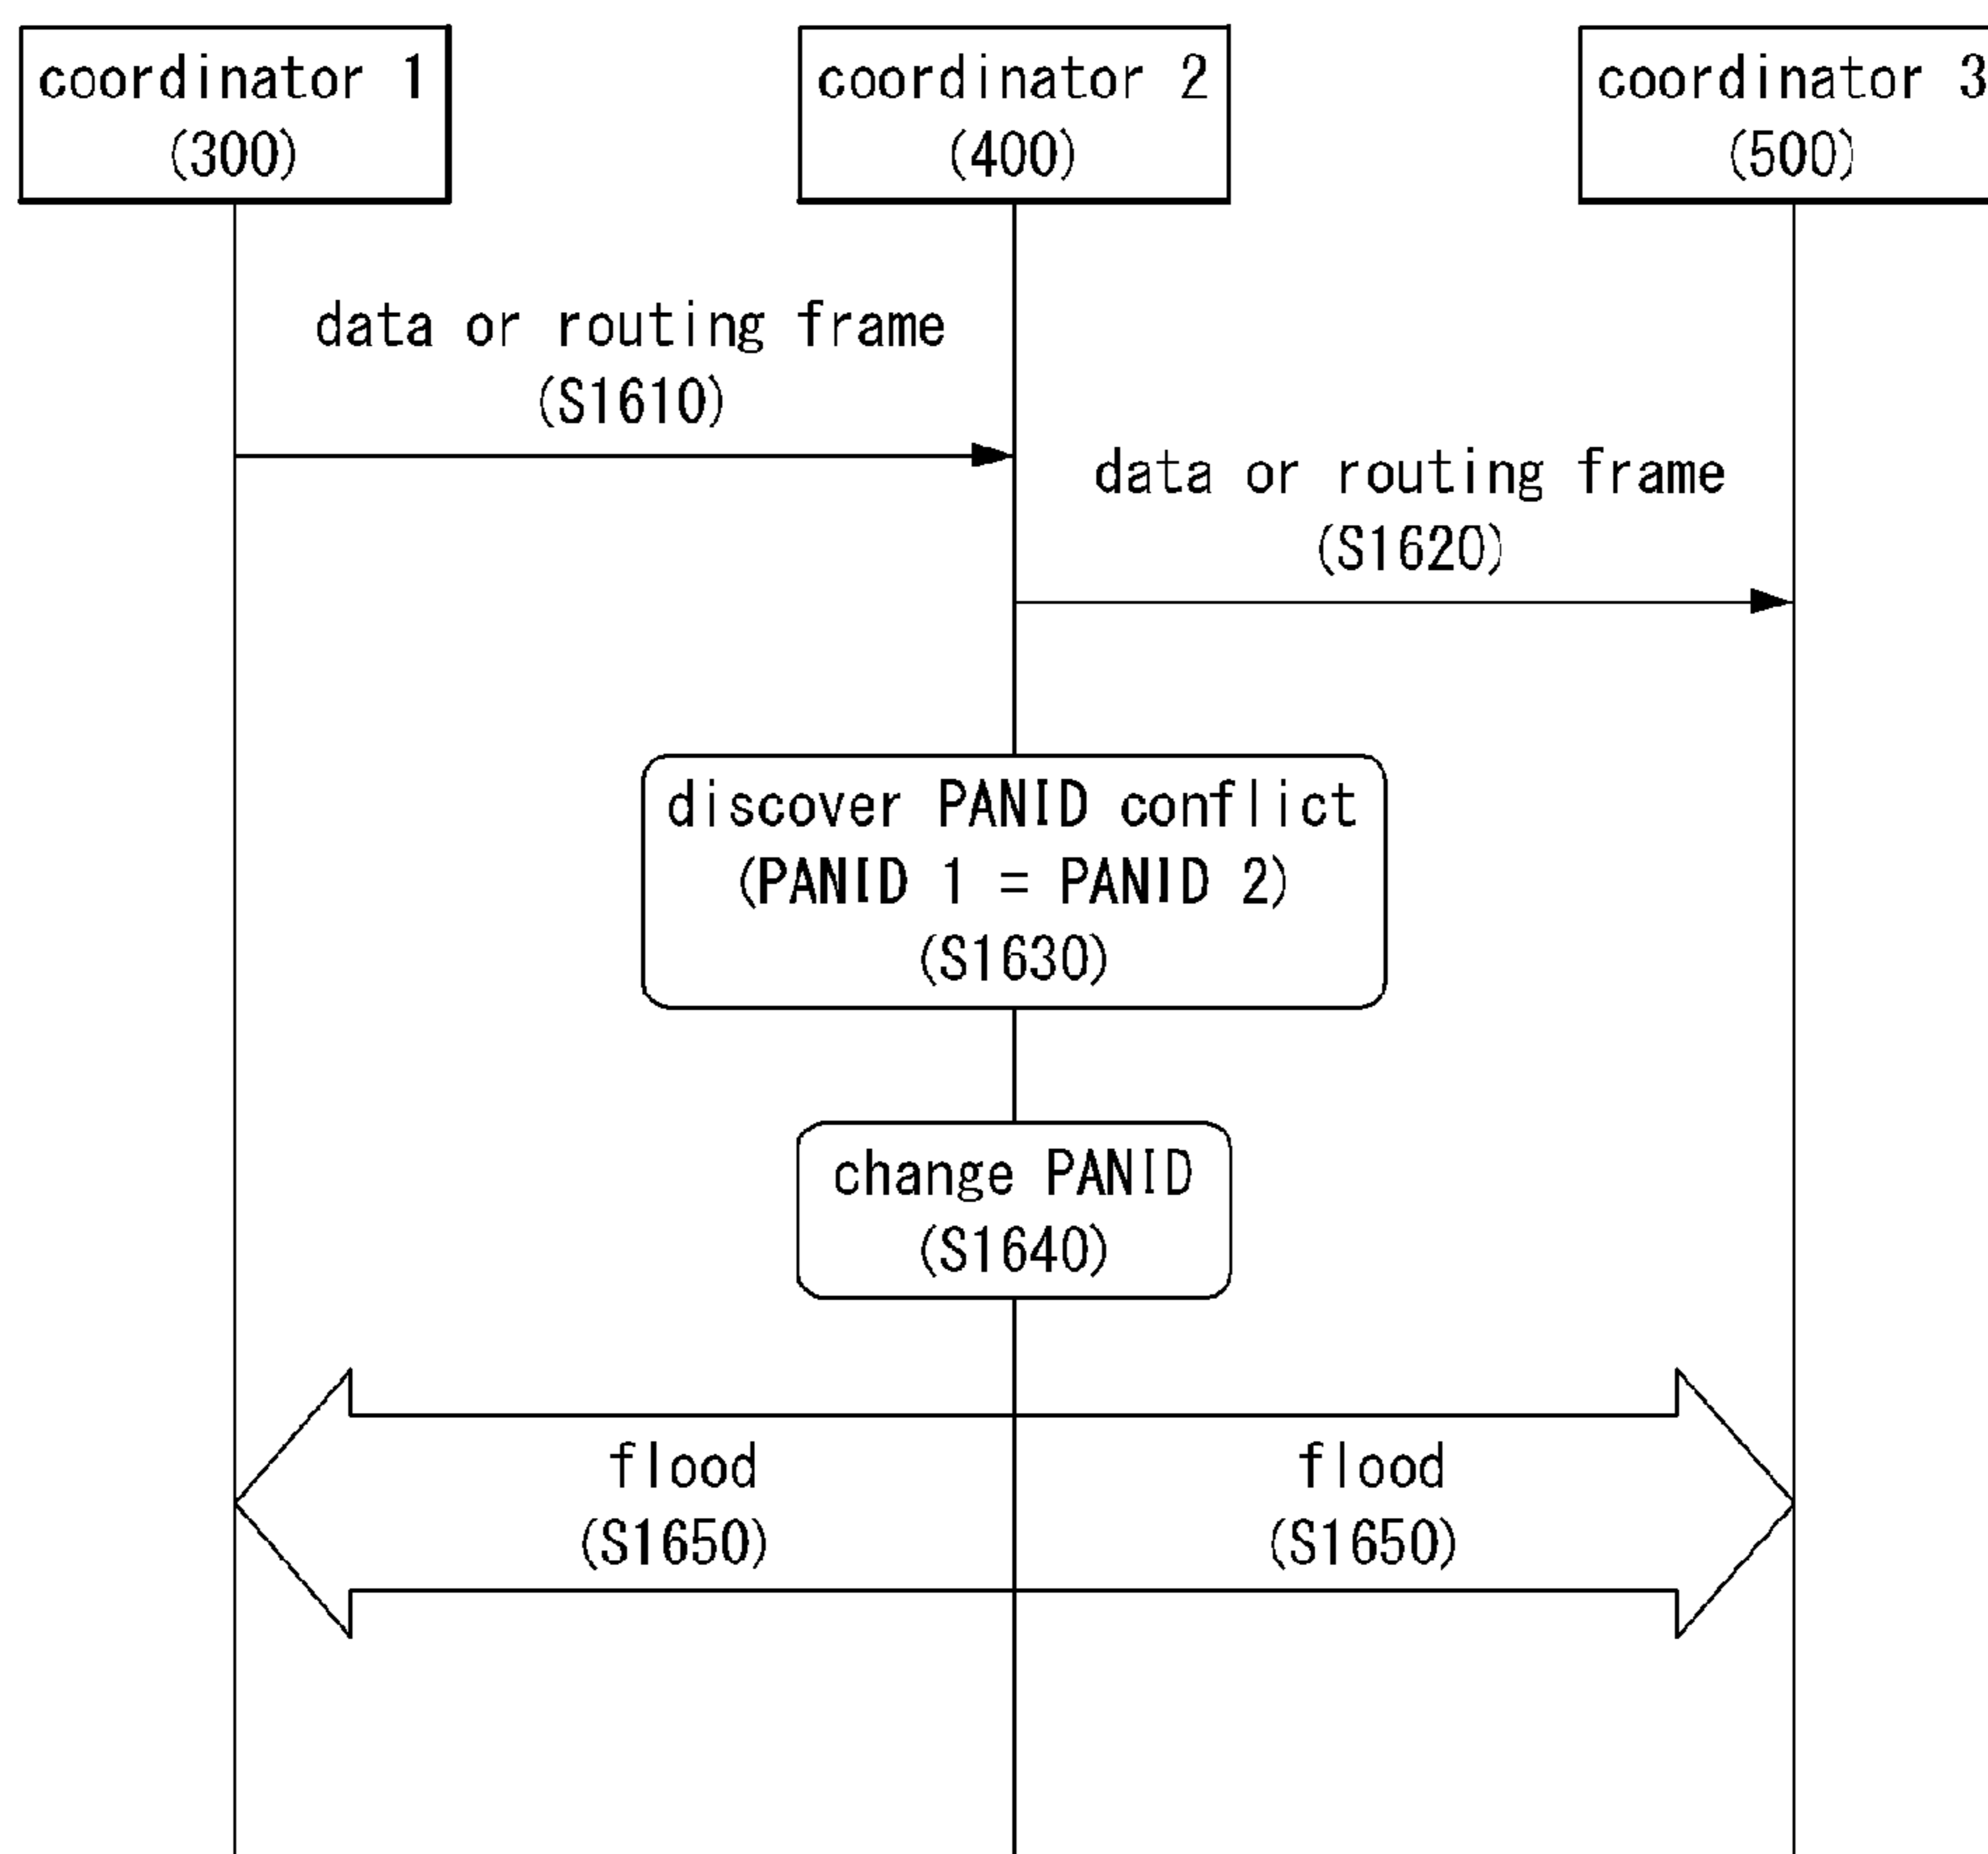 coordinator 1
(300)
coordinator 2
(400)
coordinator 3
(500)
data or routing frame
(S1610)
data or routing frame
(S1620)
discover PANID conflict
(PANID 1 = PANID 2)
(S1630)
change PANID
(S1640)
flood
(S1650)
flood
(S1650)